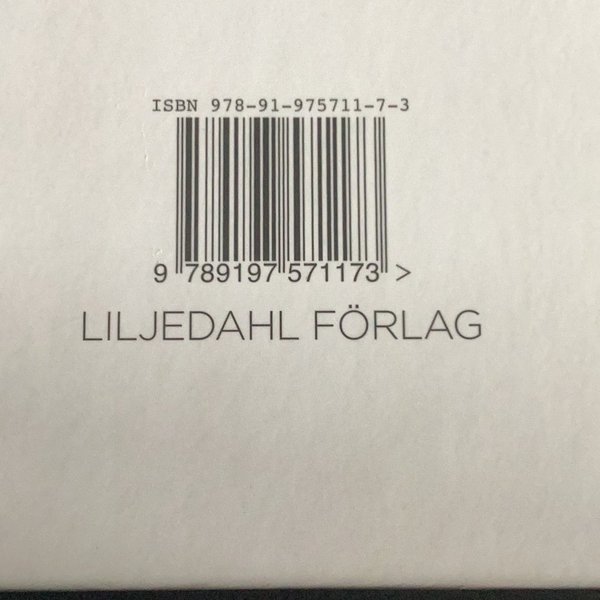 ISBN 978-91-975711-7-3
9 789197 571173 >
LILJEDAHL FÖRLAG